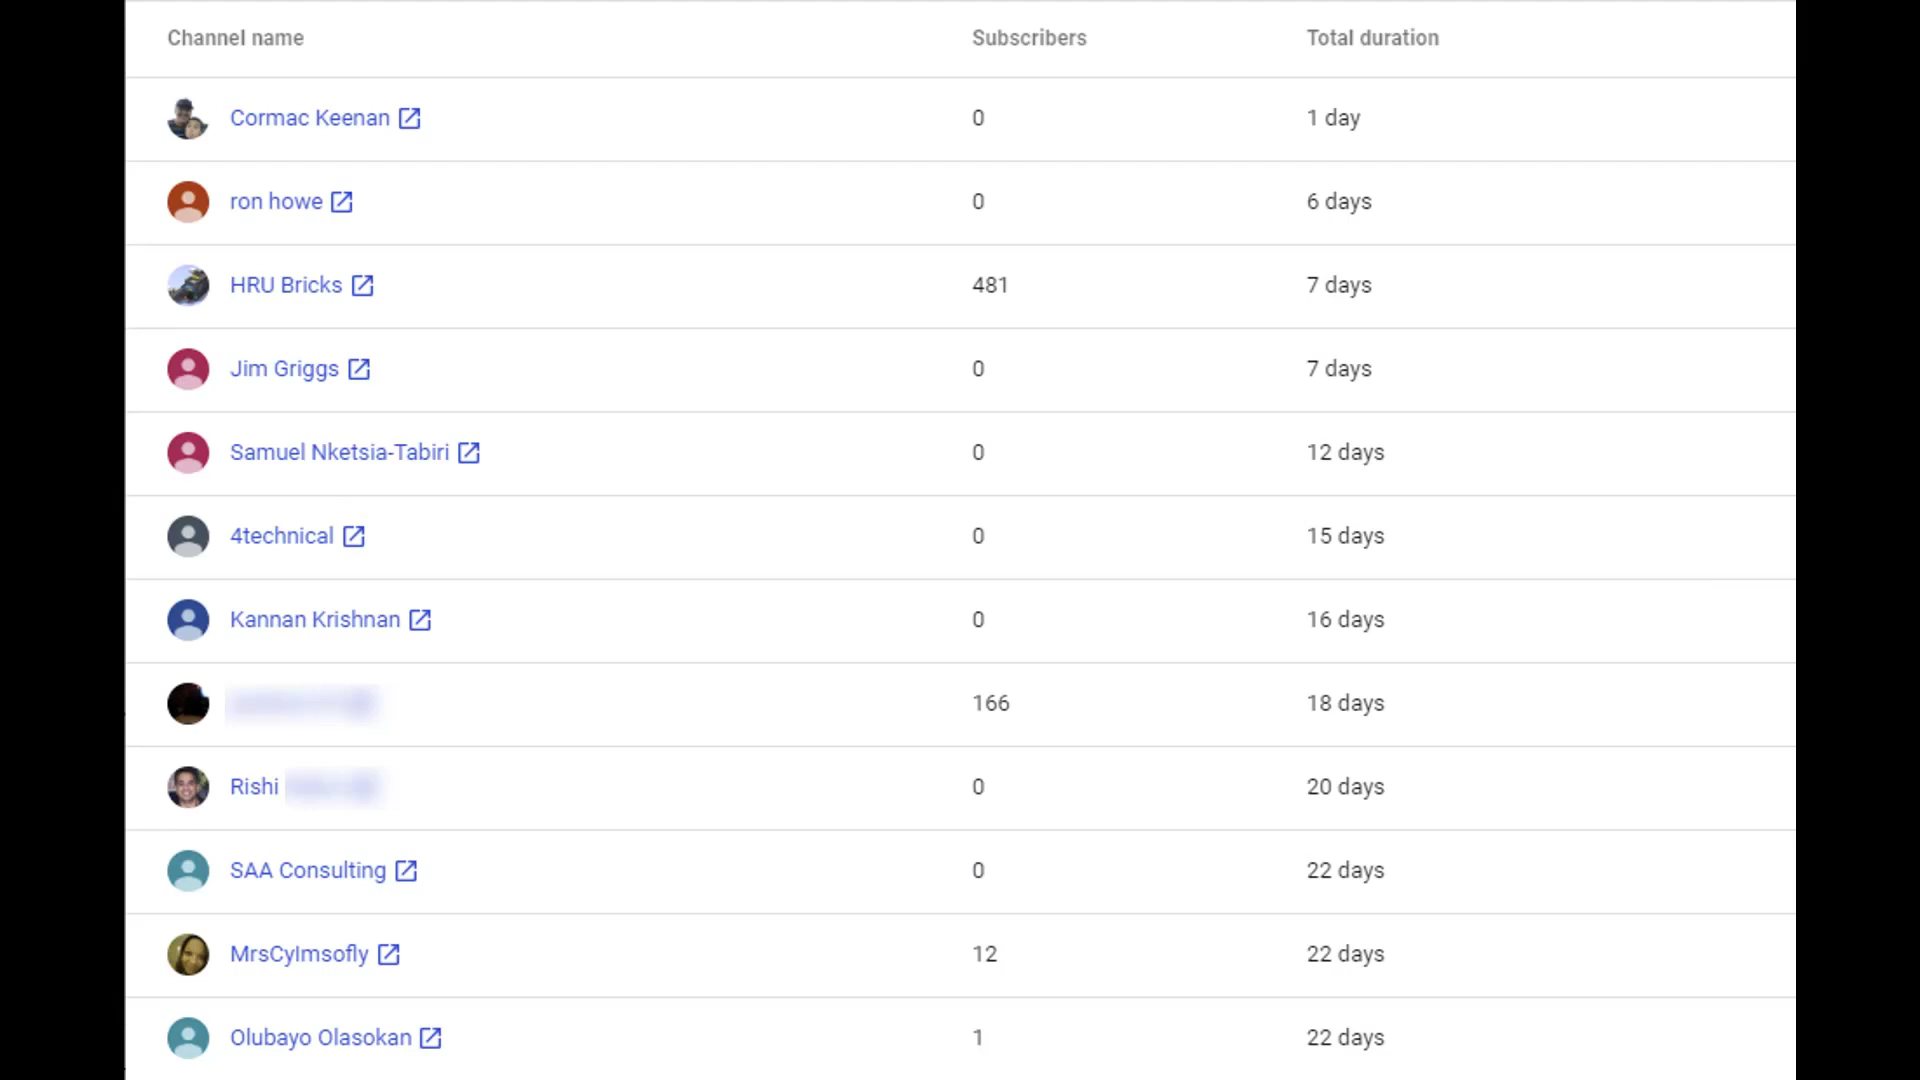 Channel name Subscribers Total duration
Cormac Keenan 0 1 day
ron howe 0 6 days
HRU Bricks 481 7 days
Jim Griggs 0 7 days
Samuel Nketsia-Tabiri 0 12 days
4technical 0 15 days
Kannan Krishnan 0 16 days
166 18 days
Rishi 0 20 days
SAA Consulting 0 22 days
MrsCyImsofly 12 22 days
Olubayo Olasokan 1 22 days